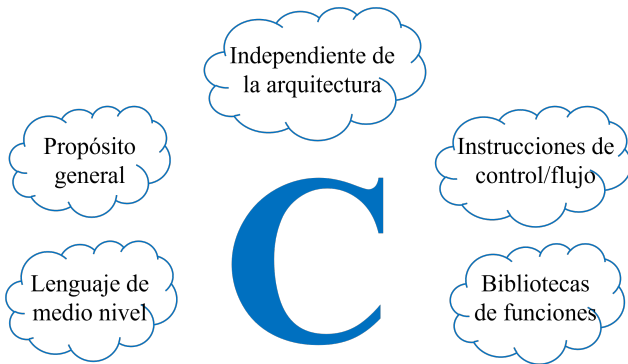 Independiente de
la arquitectura
Propósito
general
Instrucciones de
control/flujo
C
Lenguaje de
medio nivel
Bibliotecas
de funciones